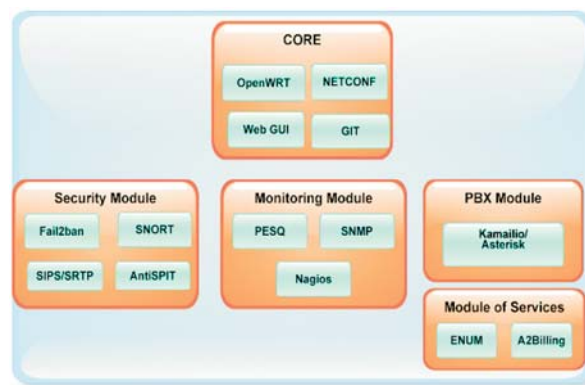 CORE
OpenWRT
NETCONF
Web GUI
GIT
Security Module
Fail2ban
SNORT
SIPS/SRTP
AntiSPIT
Monitoring Module
PESQ
SNMP
Nagios
PBX Module
Kamailio/
Asterisk
Module of Services
ENUM
A2Billing